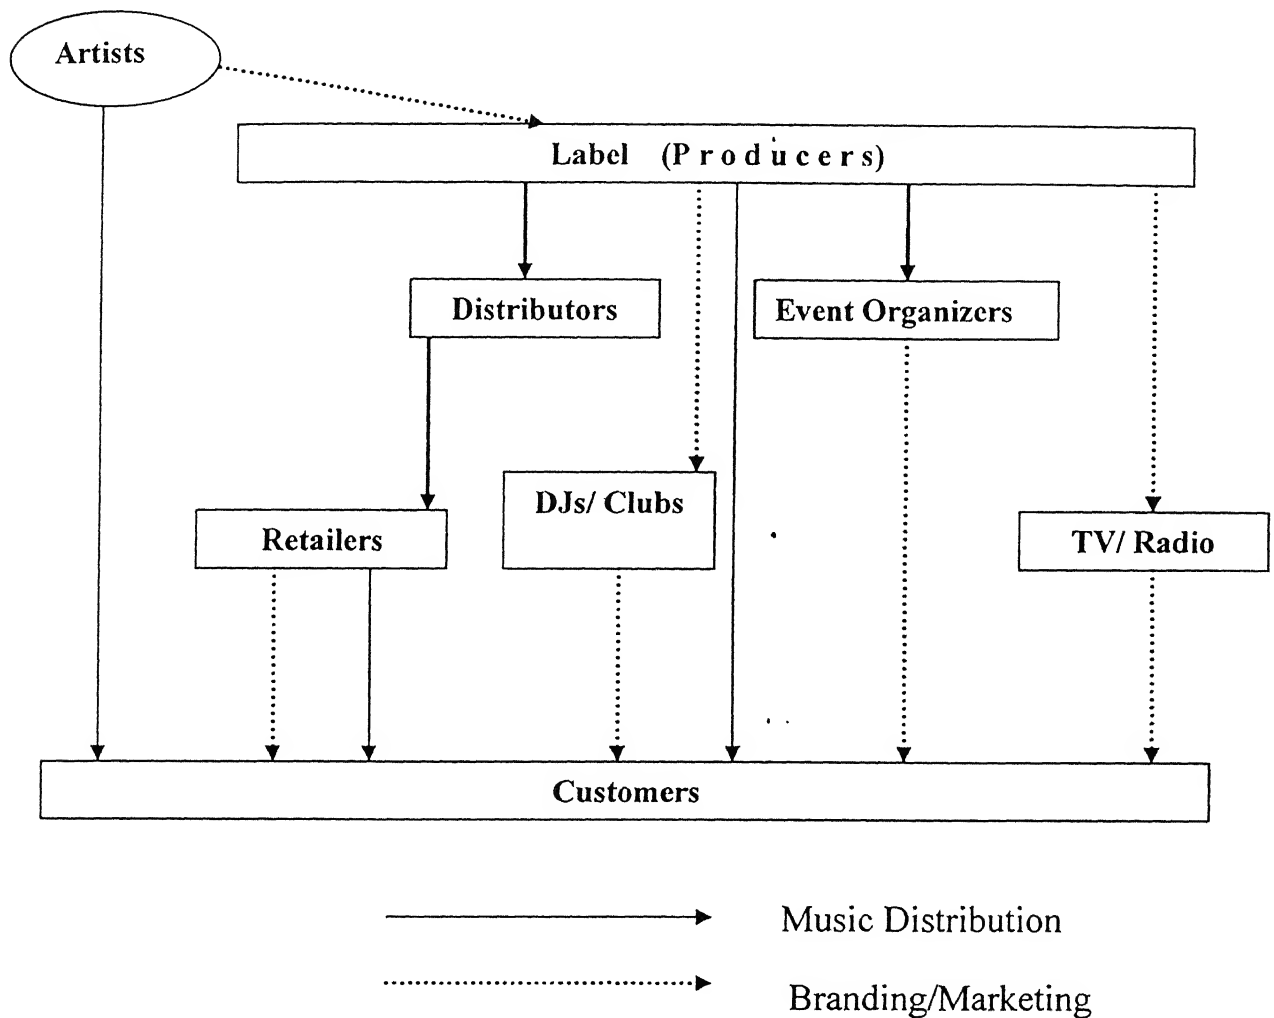 Artists
Label (Producers)
Distributors
Event Organizers
DJs/ Clubs
Retailers
TV/ Radio
Customers
Music Distribution
Branding/Marketing